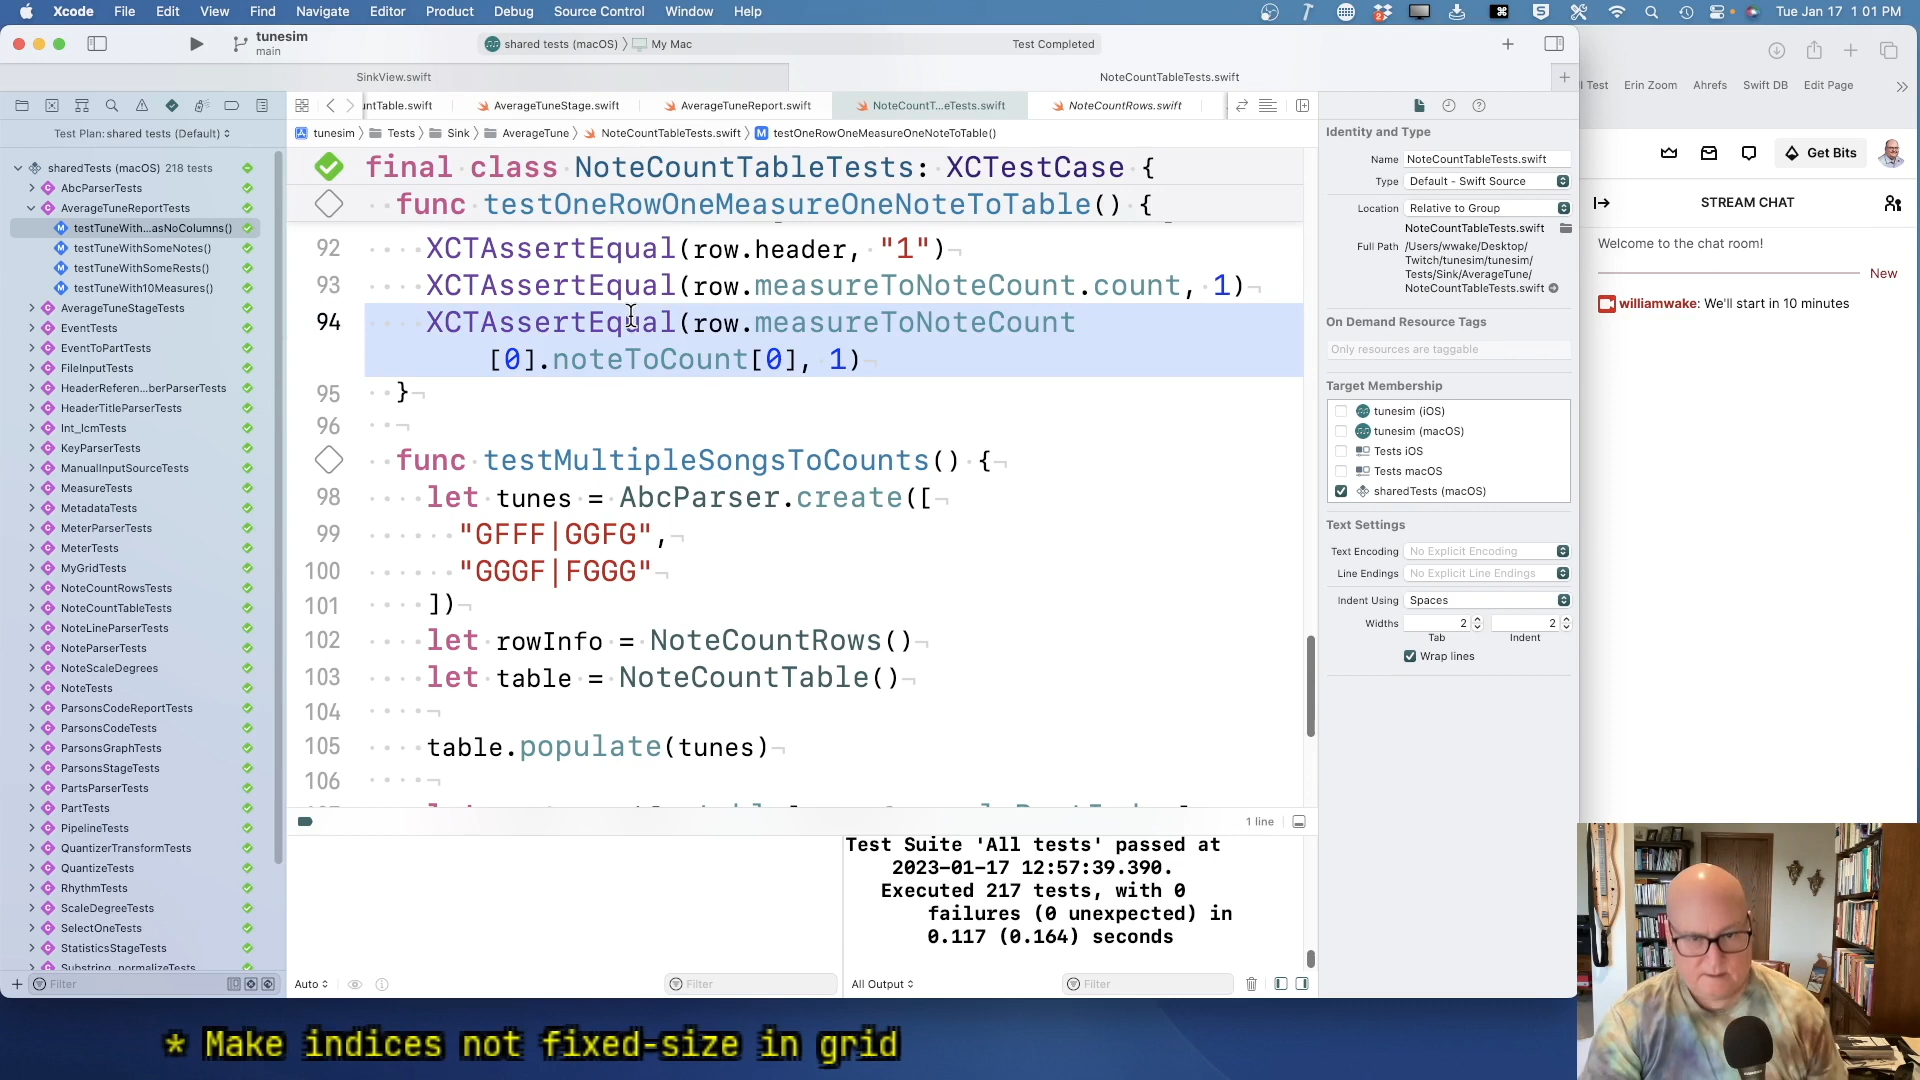 Xcode File Edit View Find Navigate Editor Product Debug Source Control Window Help
Tue Jan 17 1:01 PM
tunesim
main
shared tests (macOS) 〉 My Mac
Test Completed
SinkView.swift
NoteCountTableTests.swift
untTable.swift
AverageTuneStage.swift
AverageTuneReport.swift
NoteCountT...eTests.swift
NoteCountRows.swift
Test Plan: shared tests (Default)
tunesim 〉 Tests 〉 Sink 〉 AverageTune 〉 NoteCountTableTests.swift 〉 M testOneRowOneMeasureOneNoteToTable()
sharedTests (macOS) 218 tests
AbcParserTests
AverageTuneReportTests
testTuneWith...asNoColumns()
testTuneWithSomeNotes()
testTuneWithSomeRests()
testTuneWith10Measures()
AverageTuneStageTests
EventTests
EventToPartTests
FileInputTests
HeaderReferen...berParserTests
HeaderTitleParserTests
Int_lcmTests
KeyParserTests
ManualInputSourceTests
MeasureTests
MetadataTests
MeterParserTests
MeterTests
MyGridTests
NoteCountRowsTests
NoteCountTableTests
NoteLineParserTests
NoteParserTests
NoteScaleDegrees
NoteTests
ParsonsCodeReportTests
ParsonsCodeTests
ParsonsGraphTests
ParsonsStageTests
PartsParserTests
PartTests
PipelineTests
QuantizerTransformTests
QuantizeTests
RhythmTests
ScaleDegreeTests
SelectOneTests
StatisticsStageTests
Substring_normalizeTests
Filter
final class NoteCountTableTests: XCTestCase {
func testOneRowOneMeasureOneNoteToTable() {
92 XCTAssertEqual(row.header, "1")
93 XCTAssertEqual(row.measureToNoteCount.count, 1)
94 XCTAssertEqual(row.measureToNoteCount
[0].noteToCount[0], 1)
95 }
96
func testMultipleSongsToCounts() {
98 let tunes = AbcParser.create([
99 "GFFF|GGFG",
100 "GGGF|FGGG"
101 ])
102 let rowInfo = NoteCountRows()
103 let table = NoteCountTable()
104
105 table.populate(tunes)
106
1 line
Test Suite 'All tests' passed at
2023-01-17 12:57:39.390.
Executed 217 tests, with 0
failures (0 unexpected) in
0.117 (0.164) seconds
Auto
Filter
All Output
Filter
Identity and Type
Name NoteCountTableTests.swift
Type Default - Swift Source
Location Relative to Group
NoteCountTableTests.swift
Full Path /Users/wwake/Desktop/
Twitch/tunesim/tunesim/
Tests/Sink/AverageTune/
NoteCountTableTests.swift
On Demand Resource Tags
Only resources are taggable
Target Membership
tunesim (iOS)
tunesim (macOS)
Tests iOS
Tests macOS
sharedTests (macOS)
Text Settings
Text Encoding No Explicit Encoding
Line Endings No Explicit Line Endings
Indent Using Spaces
Widths 2 2
Tab Indent
Wrap lines
Test Erin Zoom Ahrefs Swift DB Edit Page
Get Bits
STREAM CHAT
Welcome to the chat room!
New
williamwake: We'll start in 10 minutes
* Make indices not fixed-size in grid